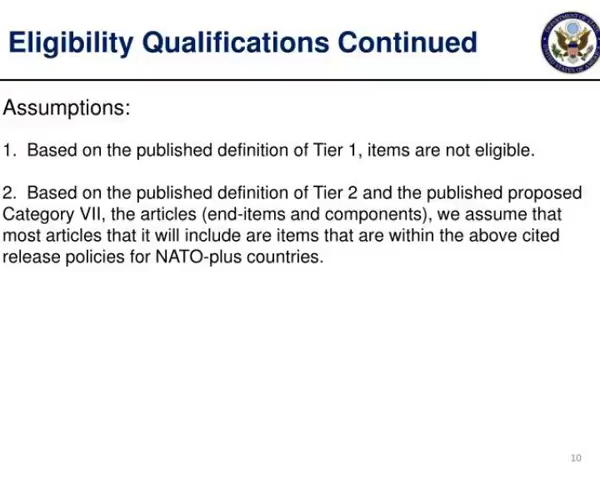 Eligibility Qualifications Continued
Assumptions:
1. Based on the published definition of Tier 1, items are not eligible.
2. Based on the published definition of Tier 2 and the published proposed
Category VII, the articles (end-items and components), we assume that
most articles that it will include are items that are within the above cited
release policies for NATO-plus countries.
10